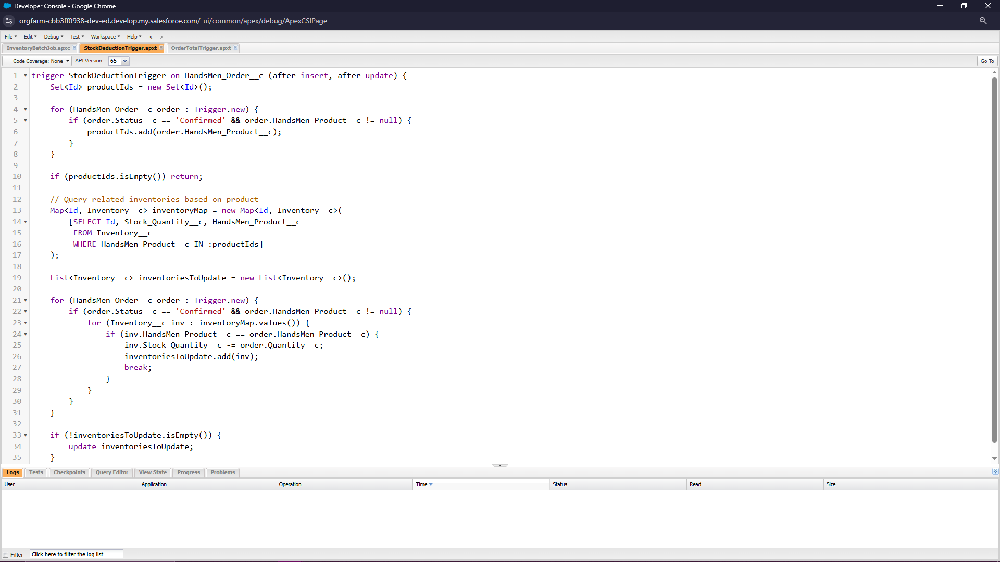 Developer Console - Google Chrome
orgfarm-cbb3ff0938-dev-ed.develop.my.salesforce.com/_ui/common/apex/debug/ApexCSIPage
File Edit Debug Test Workspace Help < >
InventoryBatchJob.apxc StockDeductionTrigger.apxt OrderTotalTrigger.apxt
Code Coverage: None API Version: 65 Go To
1 trigger StockDeductionTrigger on HandsMen_Order__c (after insert, after update) {
2     Set<Id> productIds = new Set<Id>();
3
4     for (HandsMen_Order__c order : Trigger.new) {
5         if (order.Status__c == 'Confirmed' && order.HandsMen_Product__c != null) {
6             productIds.add(order.HandsMen_Product__c);
7         }
8     }
9
10     if (productIds.isEmpty()) return;
11
12     // Query related inventories based on product
13     Map<Id, Inventory__c> inventoryMap = new Map<Id, Inventory__c>(
14         [SELECT Id, Stock_Quantity__c, HandsMen_Product__c
15          FROM Inventory__c
16          WHERE HandsMen_Product__c IN :productIds]
17     );
18
19     List<Inventory__c> inventoriesToUpdate = new List<Inventory__c>();
20
21     for (HandsMen_Order__c order : Trigger.new) {
22         if (order.Status__c == 'Confirmed' && order.HandsMen_Product__c != null) {
23             for (Inventory__c inv : inventoryMap.values()) {
24                 if (inv.HandsMen_Product__c == order.HandsMen_Product__c) {
25                     inv.Stock_Quantity__c -= order.Quantity__c;
26                     inventoriesToUpdate.add(inv);
27                     break;
28                 }
29             }
30         }
31     }
32
33     if (!inventoriesToUpdate.isEmpty()) {
34         update inventoriesToUpdate;
35     }
Logs Tests Checkpoints Query Editor View State Progress Problems
User Application Operation Time Status Read Size
Filter Click here to filter the log list